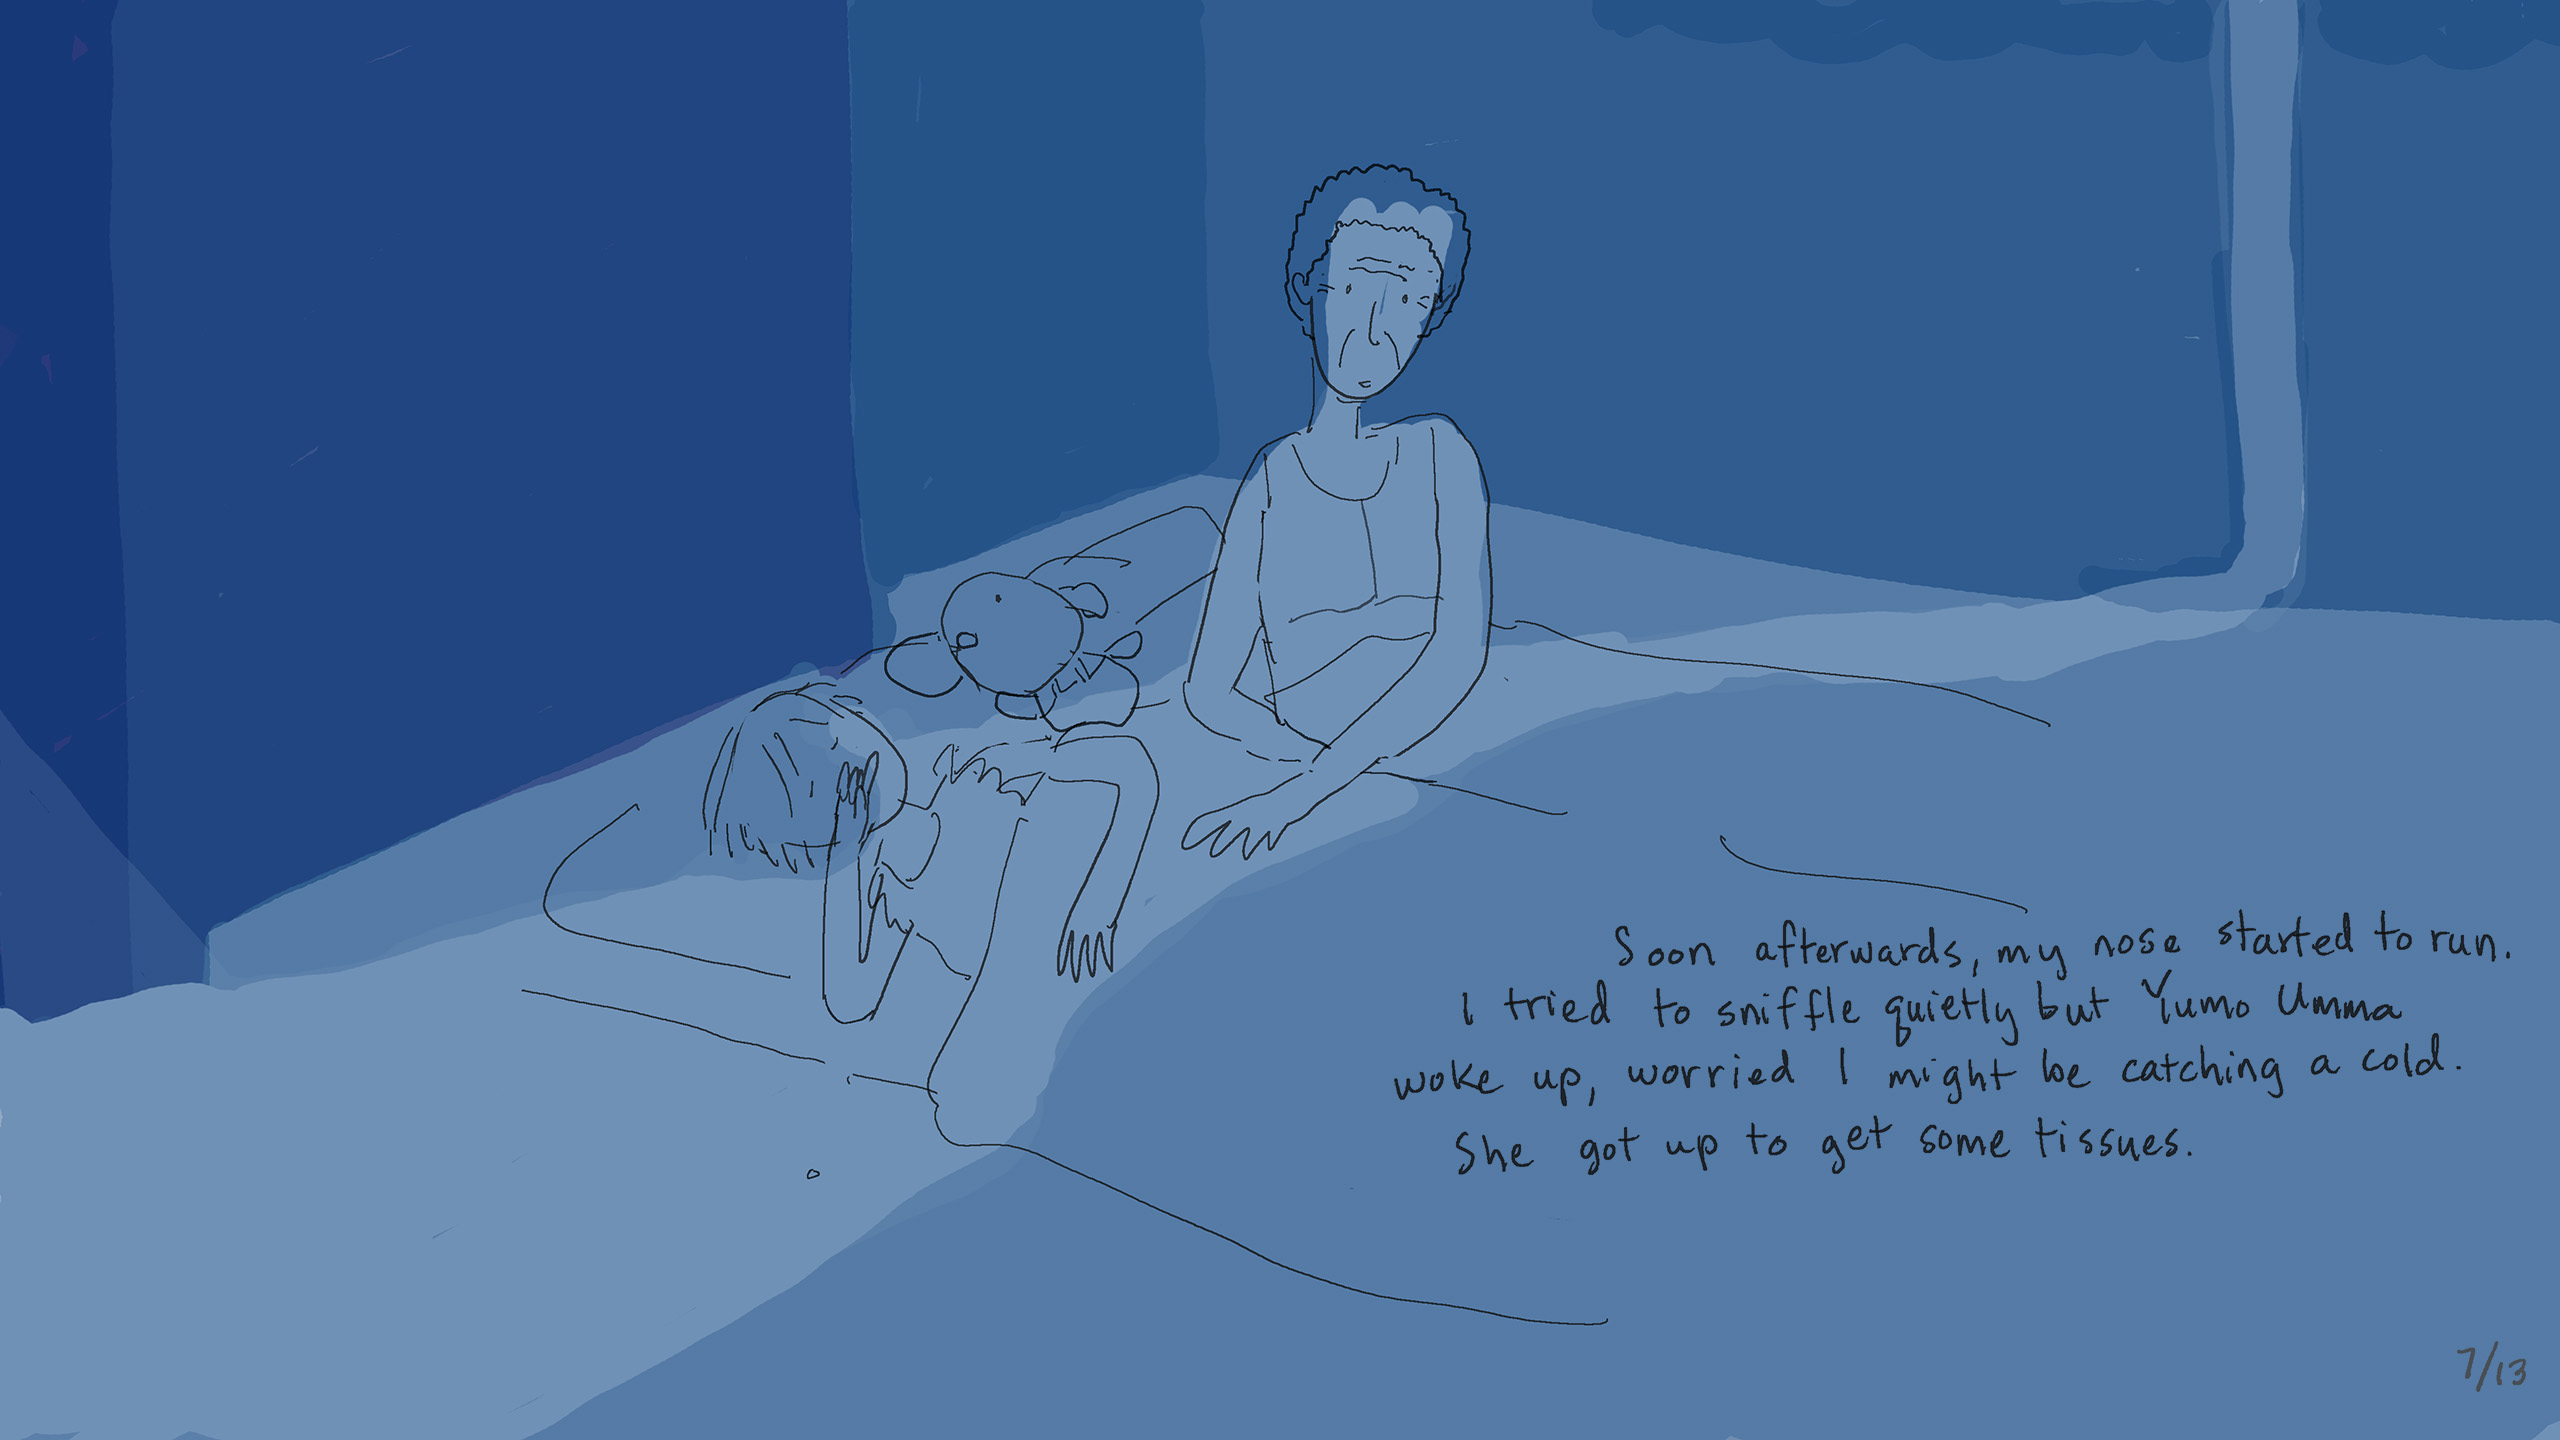 Soon afterwards, my nose started to run.
I tried to sniffle quietly but Yumo Umma
woke up, worried I might be catching a cold.
She got up to get some tissues.
7/13